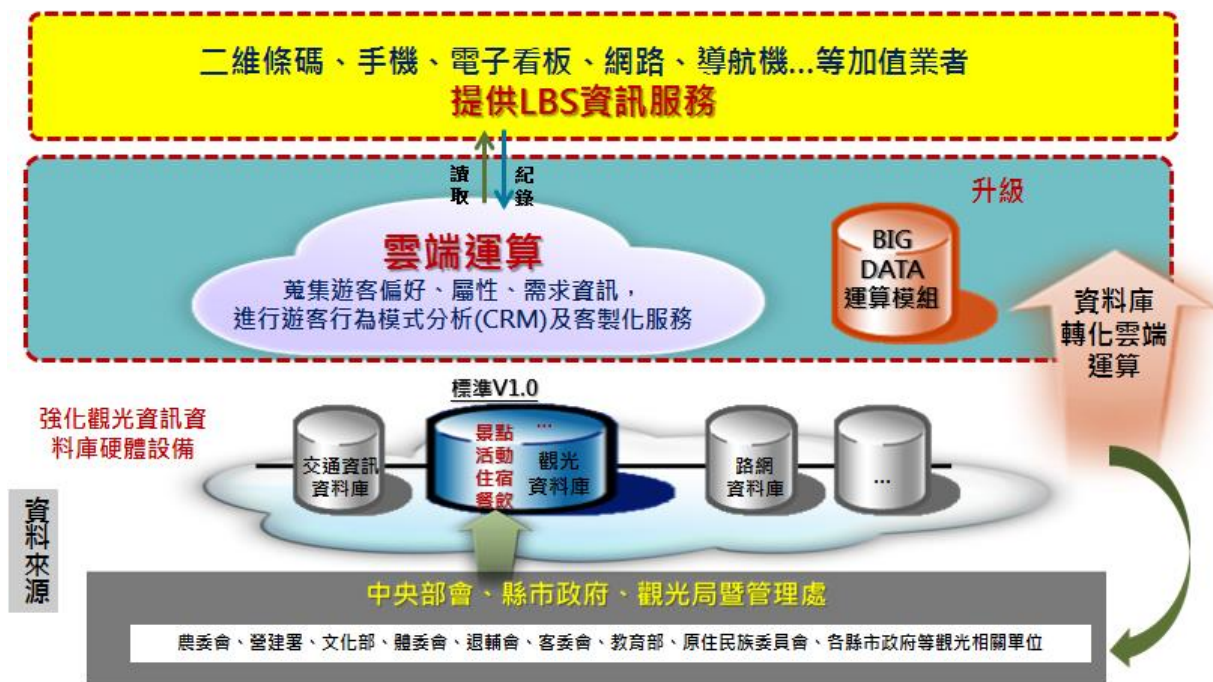 二維條碼、手機、電子看板、網路、導航機...等加值業者
提供LBS資訊服務
讀取
紀錄
升級
雲端運算
蒐集遊客偏好、屬性、需求資訊，
進行遊客行為模式分析(CRM)及客製化服務
BIG
DATA
運算模組
資料庫
轉化雲端
運算
標準V1.0
強化觀光資訊資
料庫硬體設備
交通資訊
資料庫
景點
活動
住宿
餐飲
...
觀光
資料庫
路網
資料庫
...
資料來源
中央部會、縣市政府、觀光局暨管理處
農委會、營建署、文化部、體委會、退輔會、客委會、教育部、原住民族委員會、各縣市政府等觀光相關單位